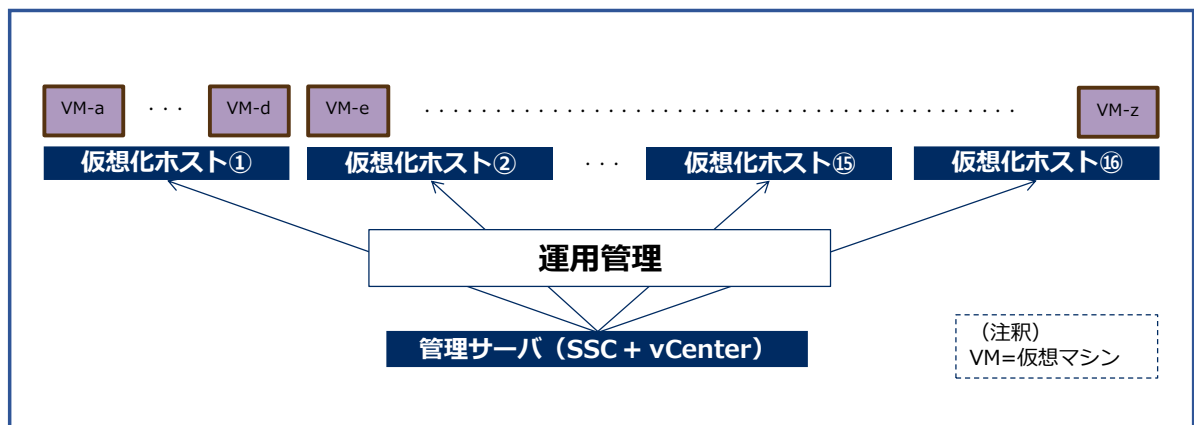 VM-a ・・・ VM-d VM-e ・・・・・・・・・・・・・・・・・・・・・・・・・・・・・・・・・・・・・・・・・・ VM-z
仮想化ホスト① 仮想化ホスト② ・・・ 仮想化ホスト⑮ 仮想化ホスト⑯
運用管理
管理サーバ（SSC + vCenter）
（注釈）
VM=仮想マシン